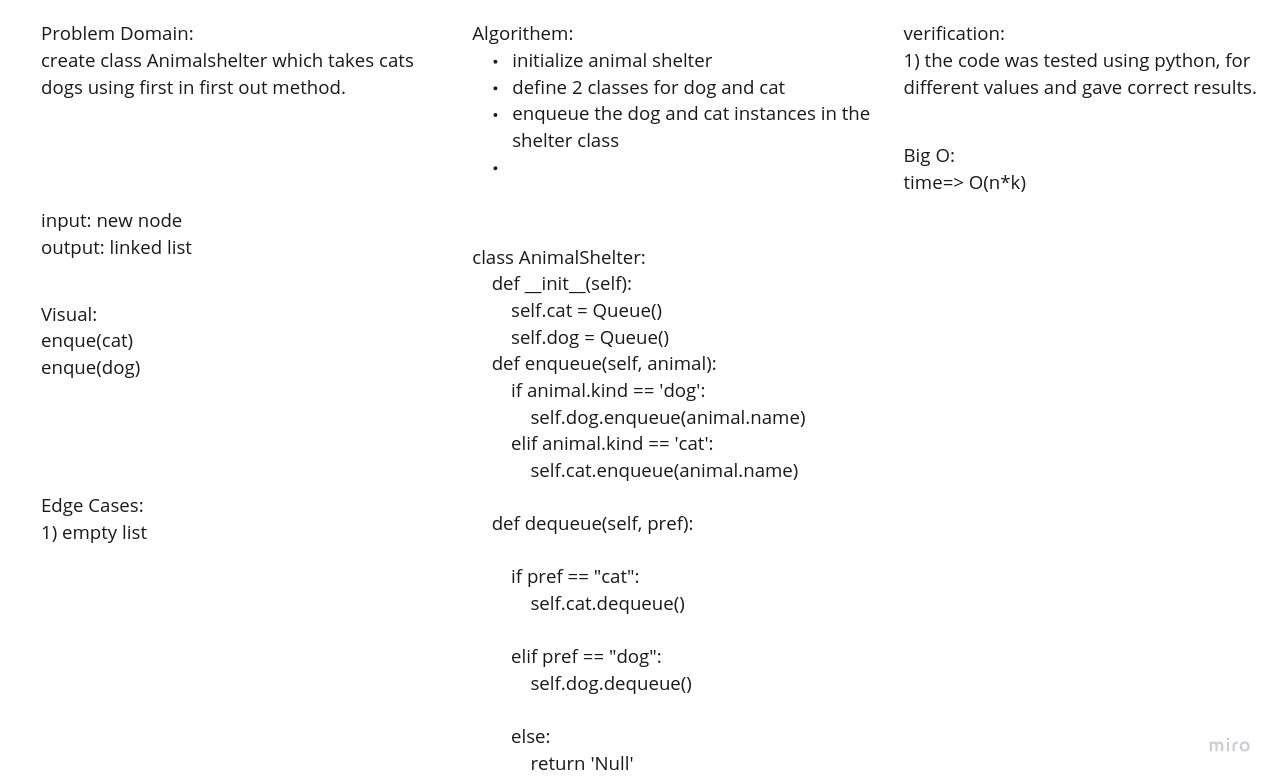 Problem Domain:
create class Animalshelter which takes cats
dogs using first in first out method.
input: new node
output: linked list
Visual:
enque(cat)
enque(dog)
Edge Cases:
1) empty list
Algorithem:
• initialize animal shelter
• define 2 classes for dog and cat
• enqueue the dog and cat instances in the
shelter class
•
class AnimalShelter:
    def __init__(self):
        self.cat = Queue()
        self.dog = Queue()
    def enqueue(self, animal):
        if animal.kind == 'dog':
            self.dog.enqueue(animal.name)
        elif animal.kind == 'cat':
            self.cat.enqueue(animal.name)
    def dequeue(self, pref):
        if pref == "cat":
            self.cat.dequeue()
        elif pref == "dog":
            self.dog.dequeue()
        else:
            return 'Null'
verification:
1) the code was tested using python, for
different values and gave correct results.
Big O:
time=> O(n*k)
miro